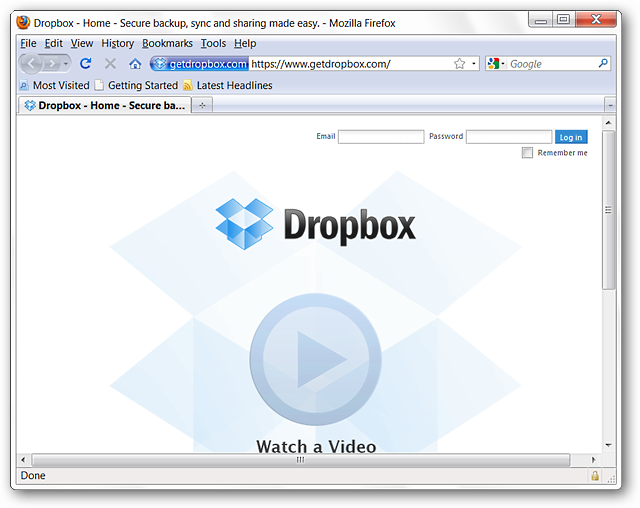 Dropbox - Home - Secure backup, sync and sharing made easy. - Mozilla Firefox
File Edit View History Bookmarks Tools Help
getdropbox.com https://www.getdropbox.com/ Google
Most Visited Getting Started Latest Headlines
Dropbox - Home - Secure ba...
Email Password Log in
Remember me
Dropbox
Watch a Video
Done